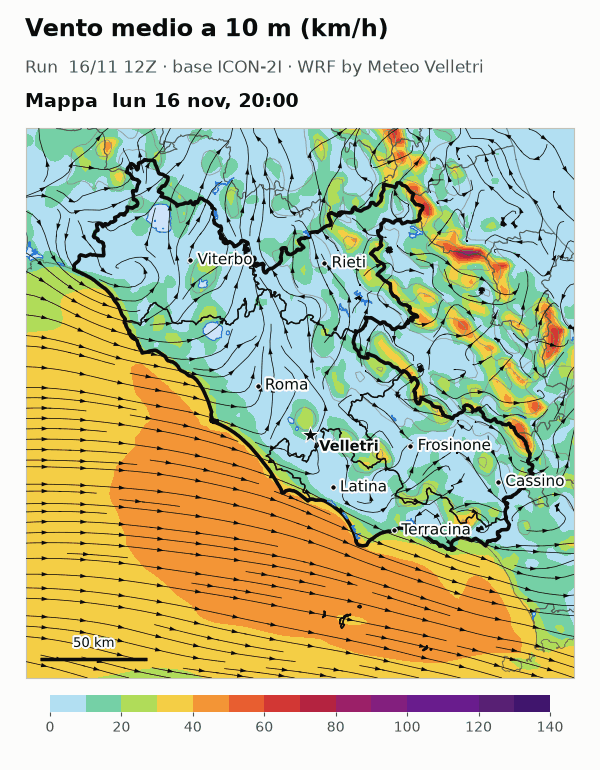 Vento medio a 10 m (km/h)
Run  16/11 12Z · base ICON-2I · WRF by Meteo Velletri
Mappa  lun 16 nov, 20:00
Viterbo
Rieti
Roma
Velletri
Frosinone
Latina
Cassino
Terracina
50 km
0 20 40 60 80 100 120 140